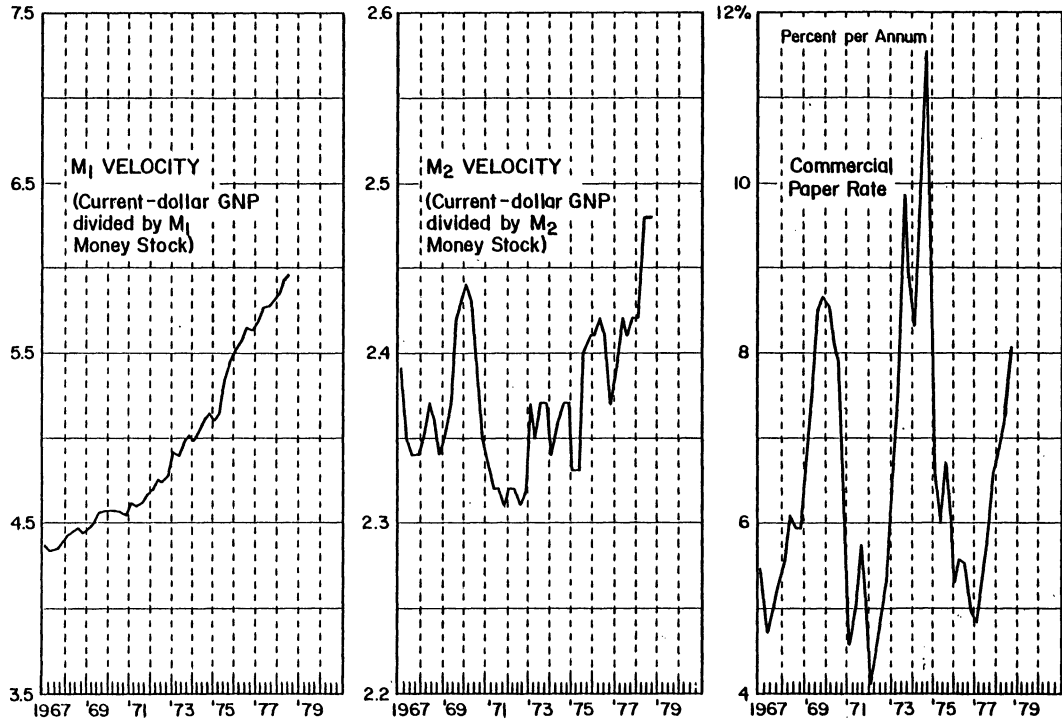 7.5
6.5
5.5
4.5
3.5
M1 VELOCITY
(Current-dollar GNP
divided by M1
Money Stock)
1967 '69 '71 '73 '75 '77 '79
2.6
2.5
2.4
2.3
2.2
M2 VELOCITY
(Current-dollar GNP
divided by M2
Money Stock)
1967 '69 '71 '73 '75 '77 '79
12%
10
8
6
4
Percent per Annum
Commercial
Paper Rate
1967 '69 '71 '73 '75 '77 '79